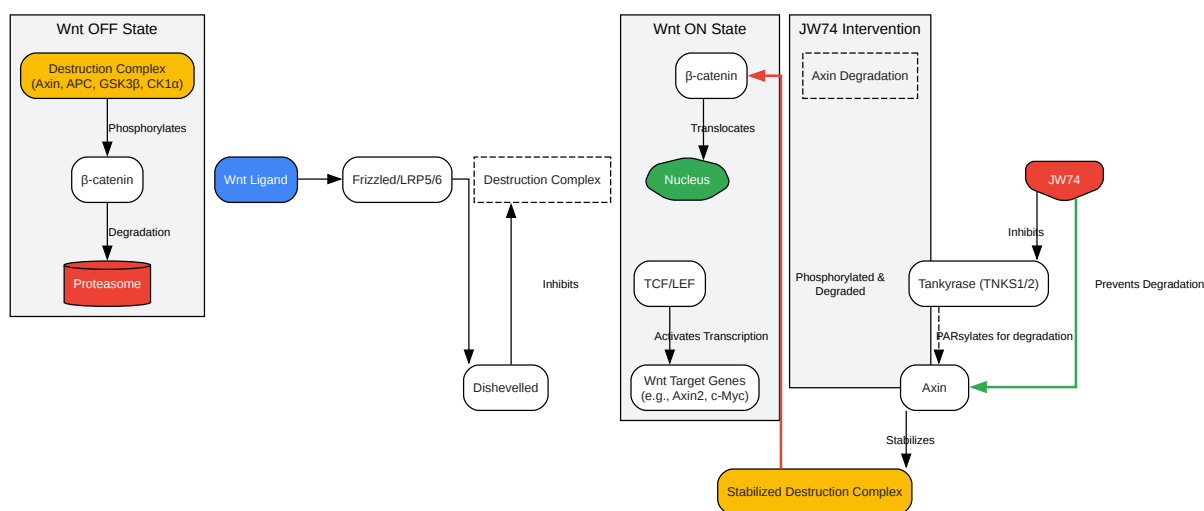 Wnt OFF State
Destruction Complex
(Axin, APC, GSK3β, CK1α)
Phosphorylates
β-catenin
Degradation
Proteasome
Wnt Ligand
Frizzled/LRP5/6
Destruction Complex
Inhibits
Dishevelled
Wnt ON State
β-catenin
Translocates
Nucleus
TCF/LEF
Activates Transcription
Wnt Target Genes
(e.g., Axin2, c-Myc)
JW74 Intervention
Axin Degradation
Phosphorylated &
Degraded
JW74
Inhibits
Tankyrase (TNKS1/2)
Prevents Degradation
PARsylates for degradation
Axin
Stabilizes
Stabilized Destruction Complex